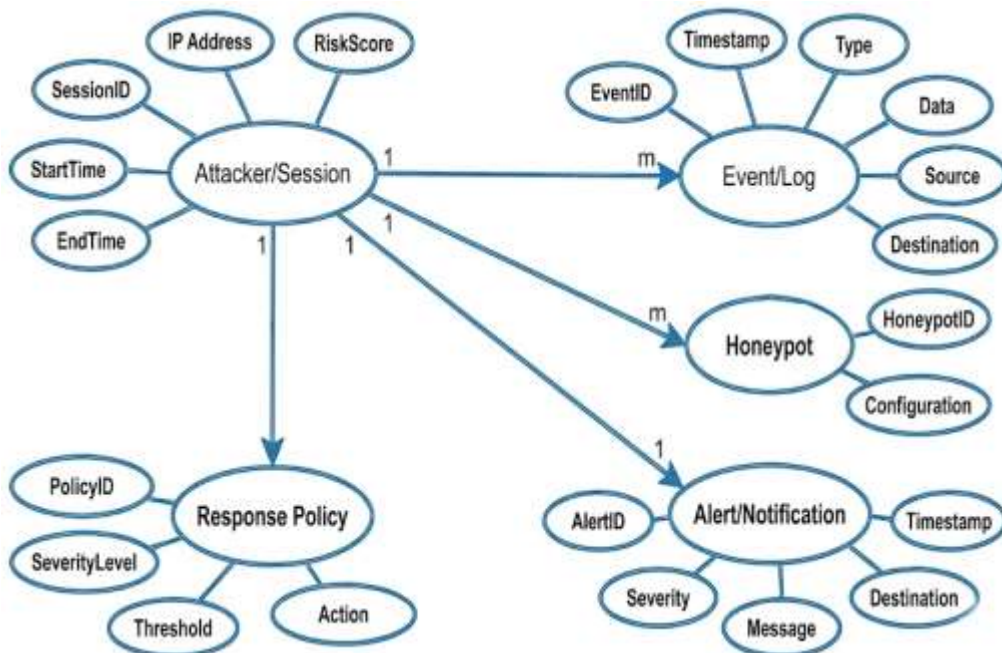 IP Address
RiskScore
SessionID
StartTime
EndTime
Attacker/Session
1
1
1
1
m
m
1
Timestamp
Type
EventID
Data
Event/Log
Source
Destination
HoneypotID
Honeypot
Configuration
PolicyID
Response Policy
SeverityLevel
Threshold
Action
AlertID
Alert/Notification
Timestamp
Severity
Message
Destination